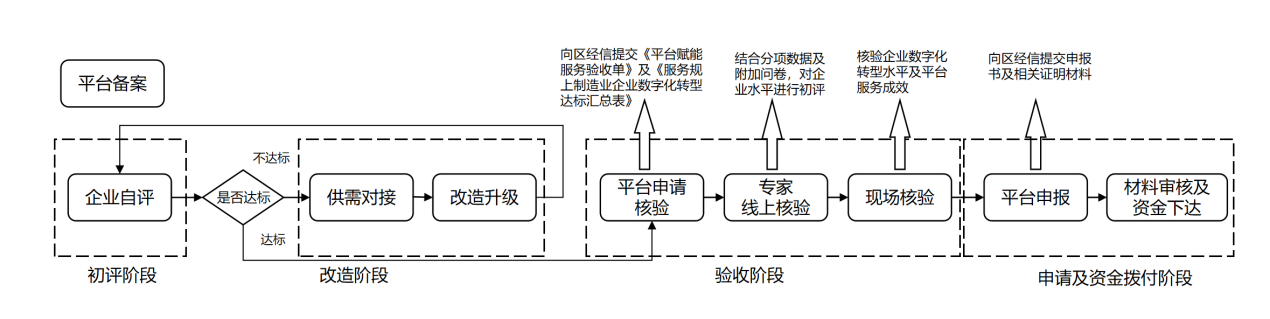 向区经信提交《平台赋能
服务验收单》及《服务规
上制造业企业数字化转型
达标汇总表》
结合分项数据及
附加问卷，对企
业水平进行初评
核验企业数字化
转型水平及平台
服务成效
向区经信提交申报
书及相关证明材料
平台备案
不达标
企业自评
是否达标
供需对接
改造升级
平台申请
核验
专家
线上核验
现场核验
平台申报
材料审核及
资金下达
达标
初评阶段
改造阶段
验收阶段
申请及资金拨付阶段